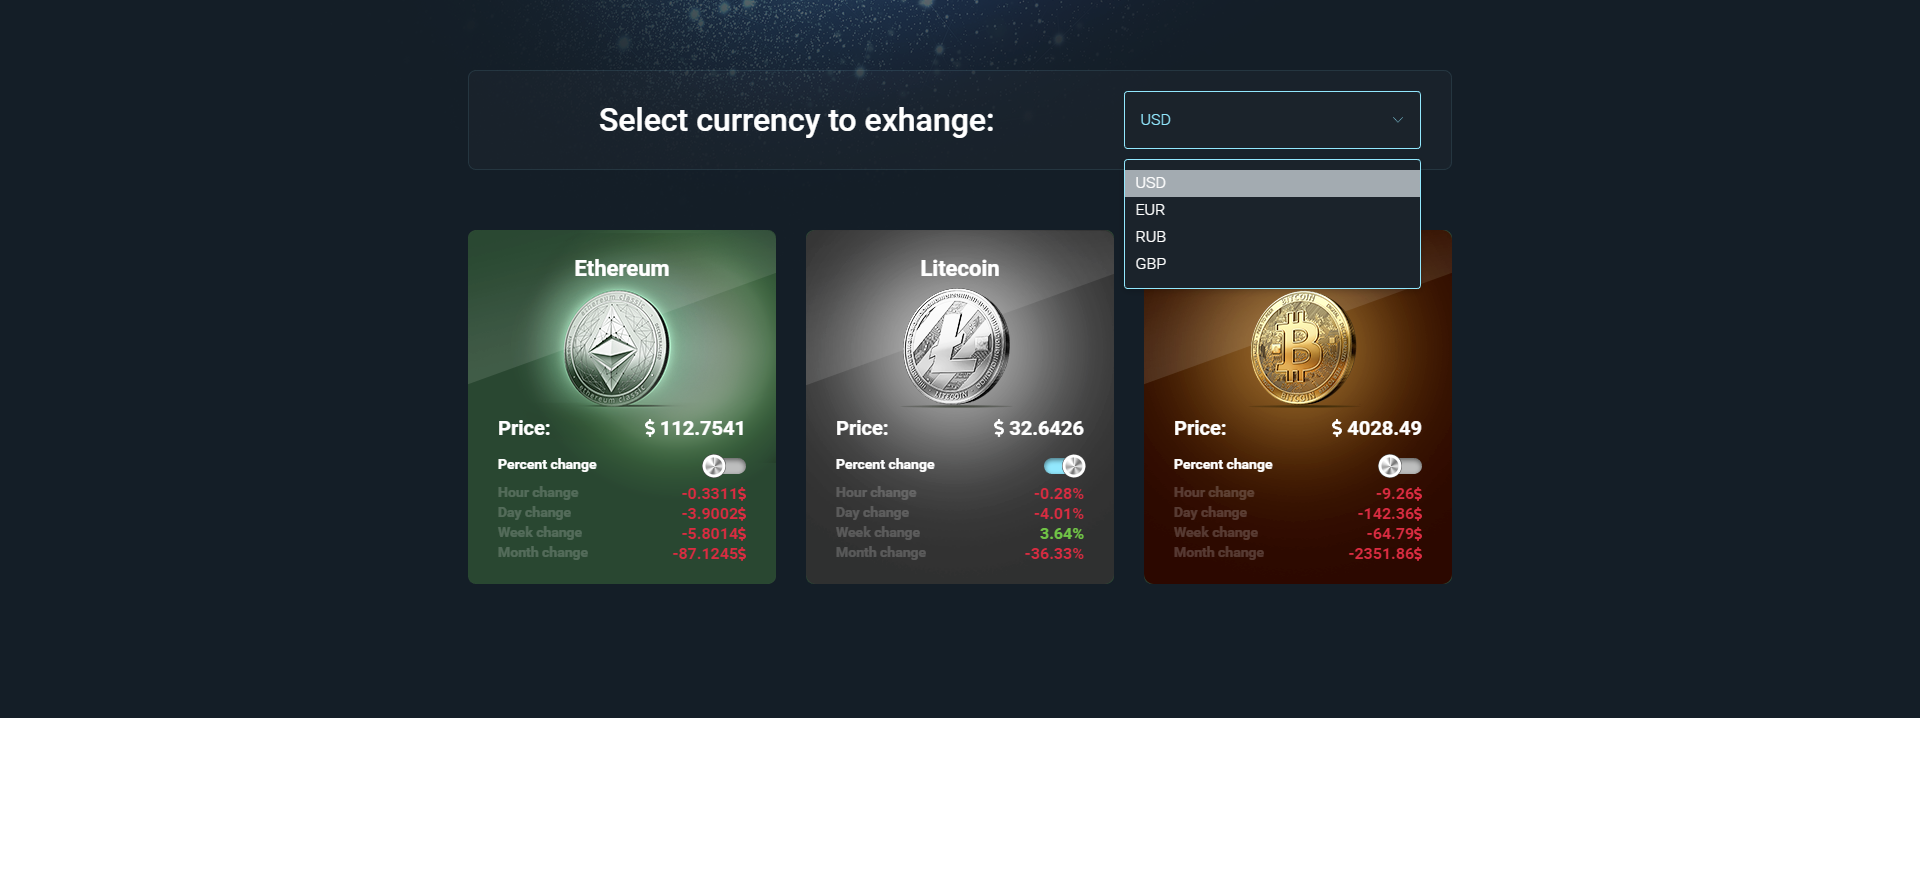 Select currency to exhange:
USD
USD
EUR
RUB
GBP
Ethereum
ethereum classic
ethereum classic
Price: $ 112.7541
Percent change
Hour change -0.3311$
Day change -3.9002$
Week change -5.8014$
Month change -87.1245$
Litecoin
LITECOIN
Price: $ 32.6426
Percent change
Hour change -0.28%
Day change -4.01%
Week change 3.64%
Month change -36.33%
BITCOIN
BITCOIN
Price: $ 4028.49
Percent change
Hour change -9.26$
Day change -142.36$
Week change -64.79$
Month change -2351.86$